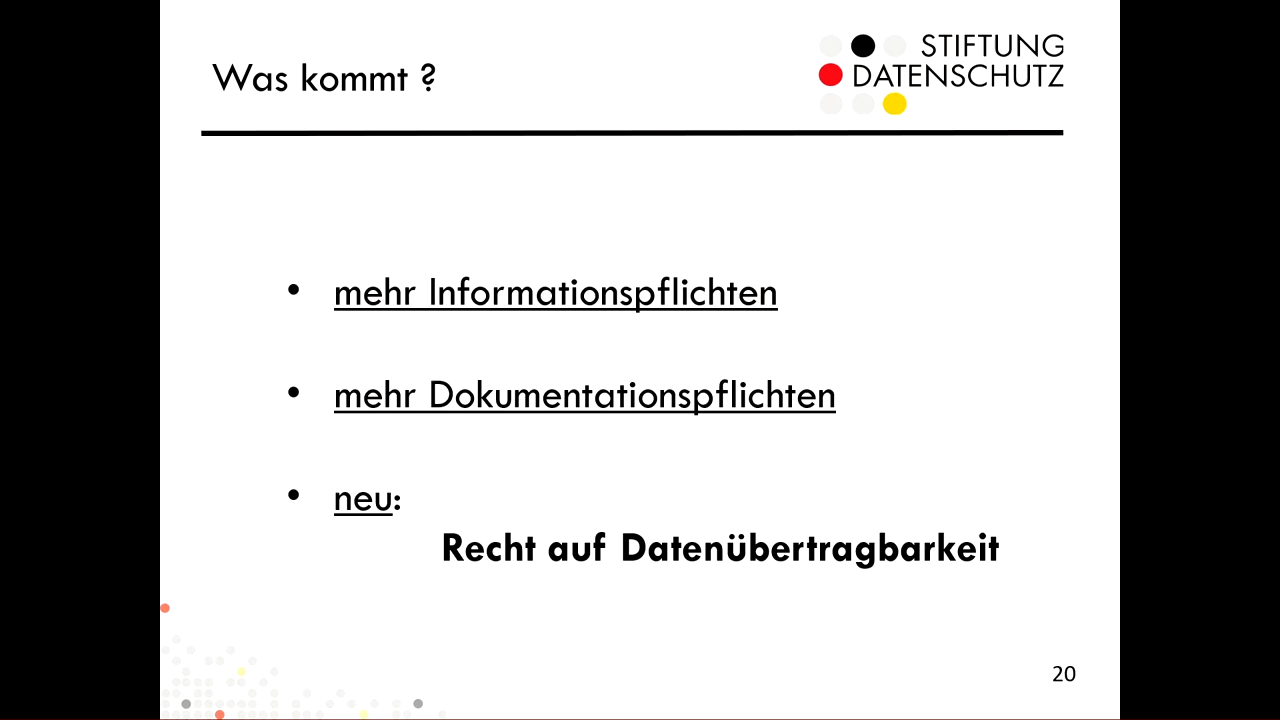 Was kommt ?
STIFTUNG
DATENSCHUTZ
• mehr Informationspflichten
• mehr Dokumentationspflichten
• neu:
Recht auf Datenübertragbarkeit
20